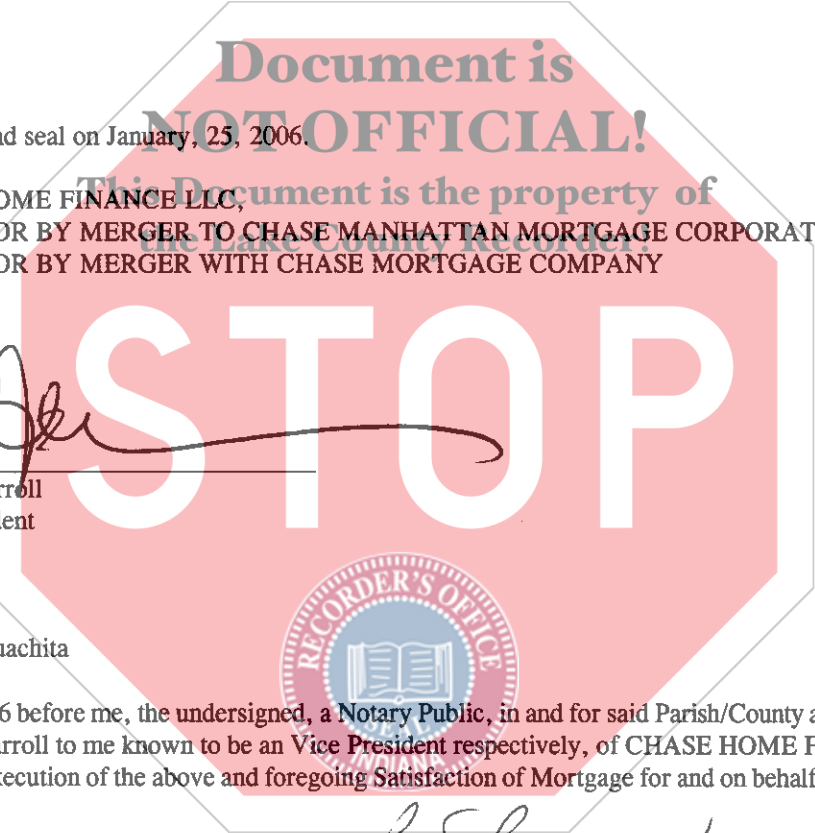 Document is
NOT OFFICIAL!
nd seal on January, 25, 2006.
This Document is the property of
OME FINANCE LLC,
the Lake County Recorder!
OR BY MERGER TO CHASE MANHATTAN MORTGAGE CORPORAT
OR BY MERGER WITH CHASE MORTGAGE COMPANY
STOP
rroll
dent
RECORDER'S OFFICE
SEAL
INDIANA
uachita
6 before me, the undersigned, a Notary Public, in and for said Parish/County a
arroll to me known to be an Vice President respectively, of CHASE HOME F
xecution of the above and foregoing Satisfaction of Mortgage for and on behalf